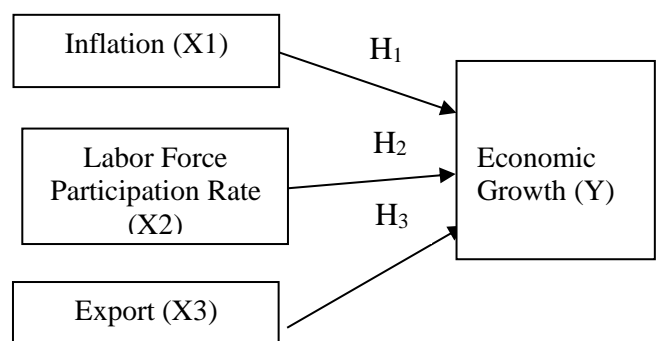 Inflation (X1)
H1
Labor Force
Participation Rate
(X2)
H2
Economic
Growth (Y)
H3
Export (X3)